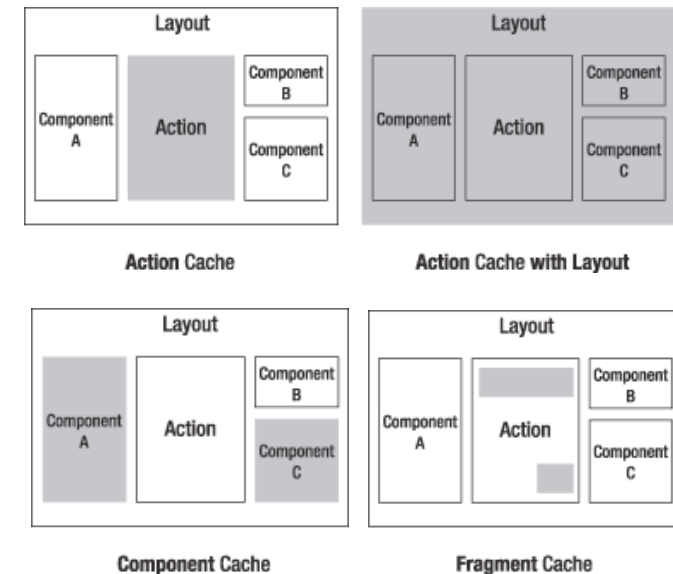 Layout
Component
A
Action
Component
B
Component
C
Action Cache
Layout
Component
A
Action
Component
B
Component
C
Action Cache with Layout
Layout
Component
A
Action
Component
B
Component
C
Component Cache
Layout
Component
A
Action
Component
B
Component
C
Fragment Cache